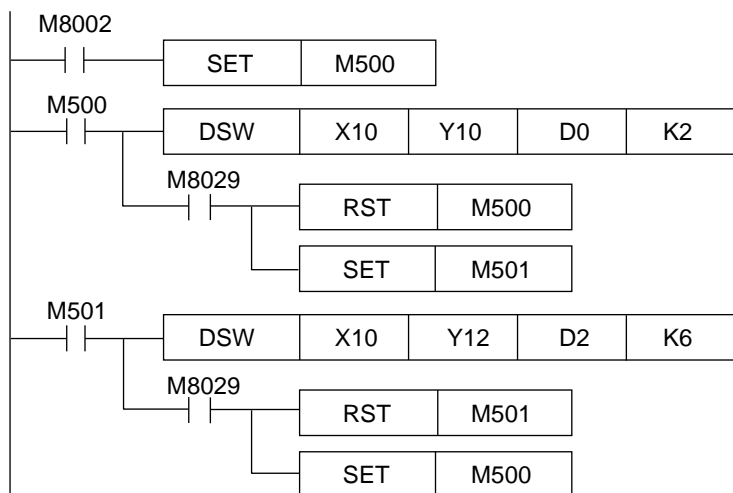 M8002
SET M500
M500
DSW X10 Y10 D0 K2
M8029
RST M500
SET M501
M501
DSW X10 Y12 D2 K6
M8029
RST M501
SET M500